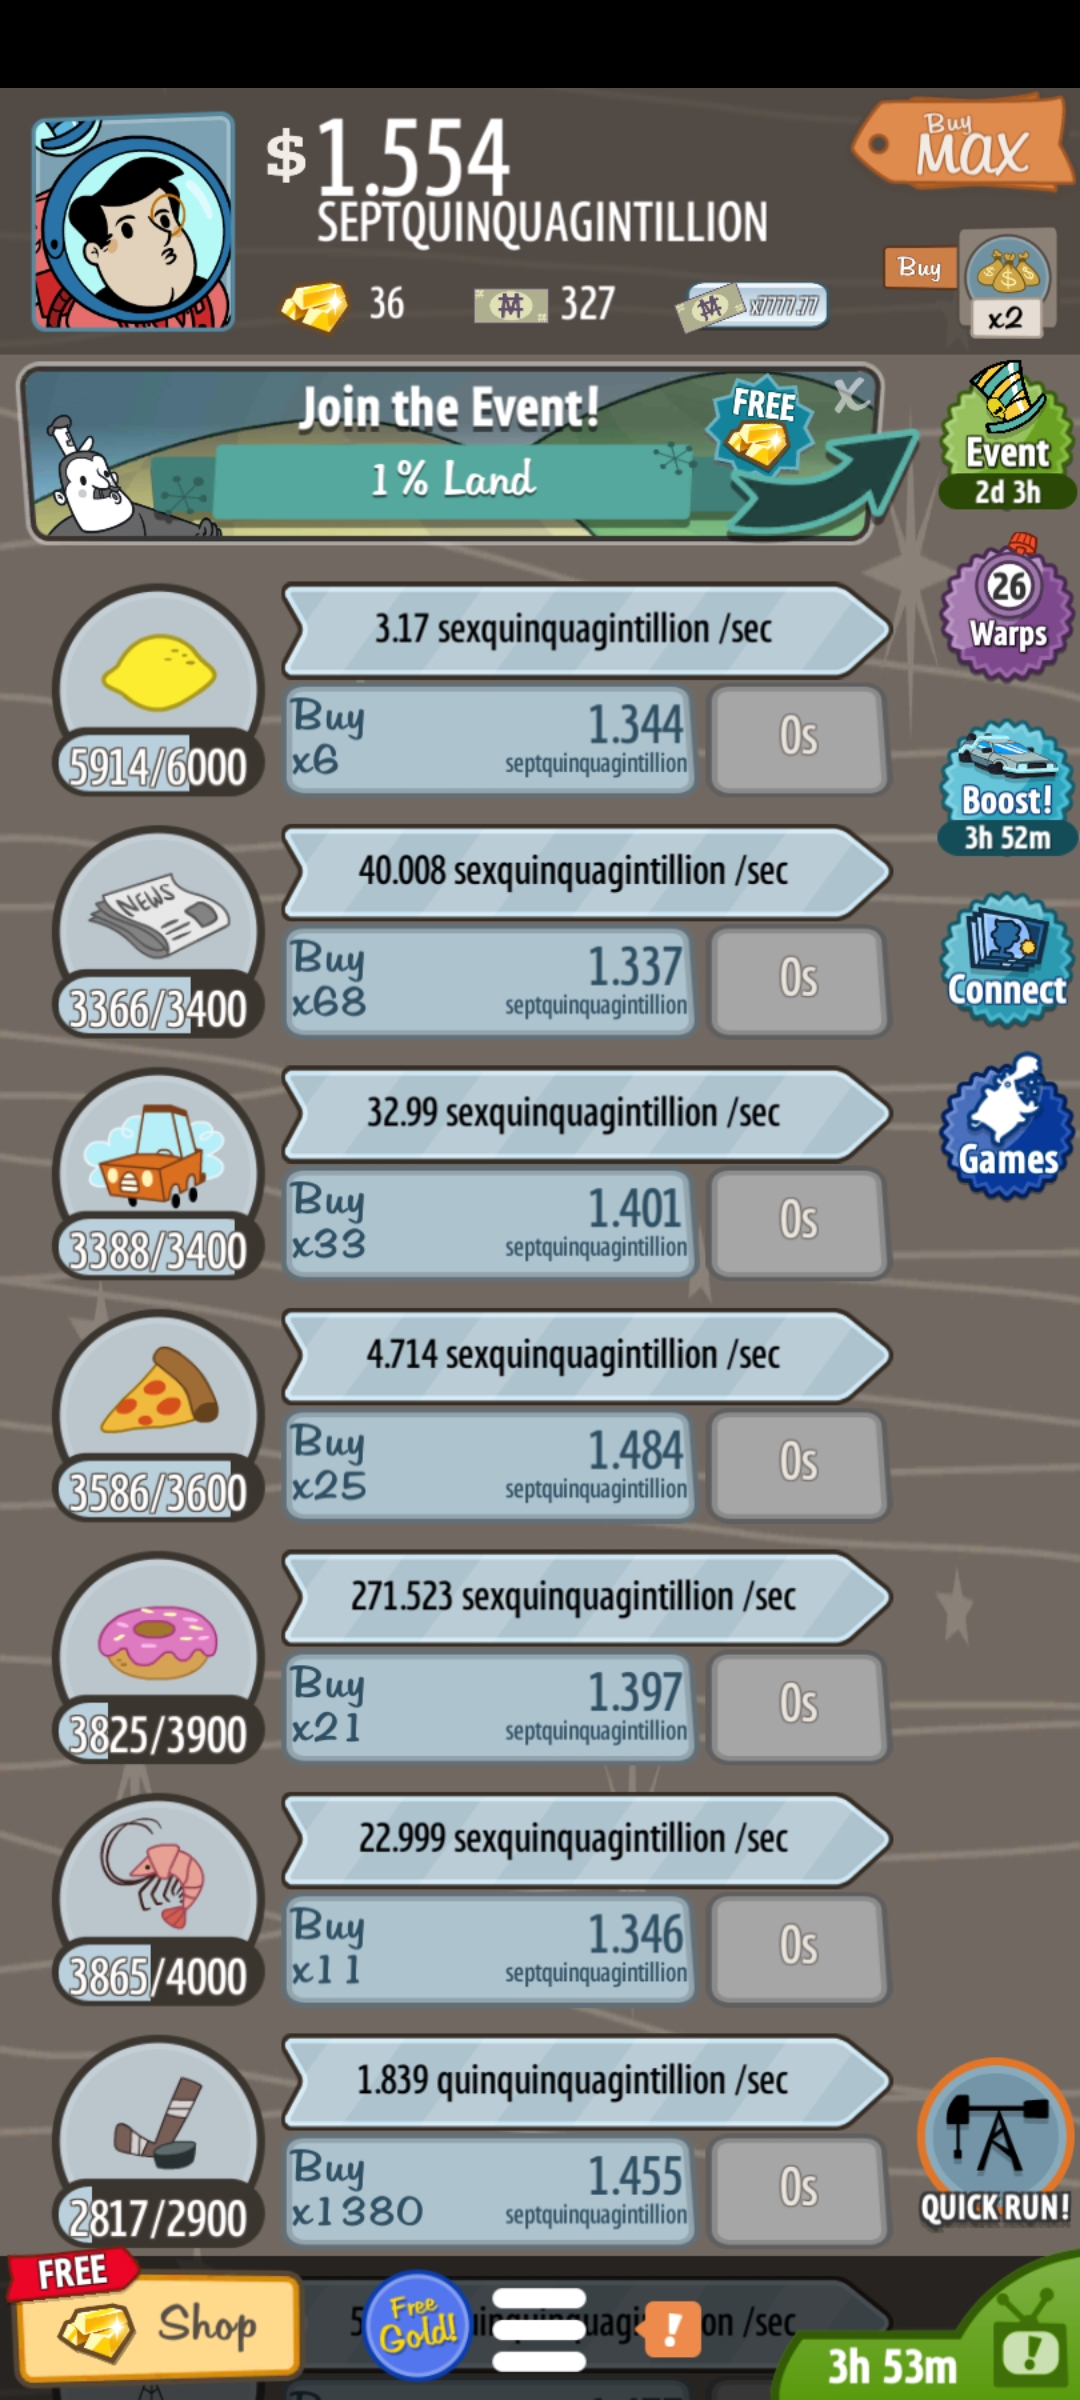 $1.554
SEPTQUINQUAGINTILLION
Buy
MAX
36
327
x7777.77
Buy
x2
Join the Event!
1% Land
FREE
X
Event
2d 3h
3.17 sexquinquagintillion /sec
26
Warps
Buy
x6
1.344
septquinquagintillion
0s
5914/6000
Boost!
3h 52m
40.008 sexquinquagintillion /sec
NEWS
Buy
x68
1.337
septquinquagintillion
0s
3366/3400
Connect
32.99 sexquinquagintillion /sec
Games
Buy
x33
1.401
septquinquagintillion
0s
3388/3400
4.714 sexquinquagintillion /sec
Buy
x25
1.484
septquinquagintillion
0s
3586/3600
271.523 sexquinquagintillion /sec
Buy
x21
1.397
septquinquagintillion
0s
3825/3900
22.999 sexquinquagintillion /sec
Buy
x11
1.346
septquinquagintillion
0s
3865/4000
1.839 quinquinquagintillion /sec
Buy
x1380
1.455
septquinquagintillion
0s
2817/2900
QUICK RUN!
FREE
Shop
Free
Gold!
/sec
!
3h 53m
!